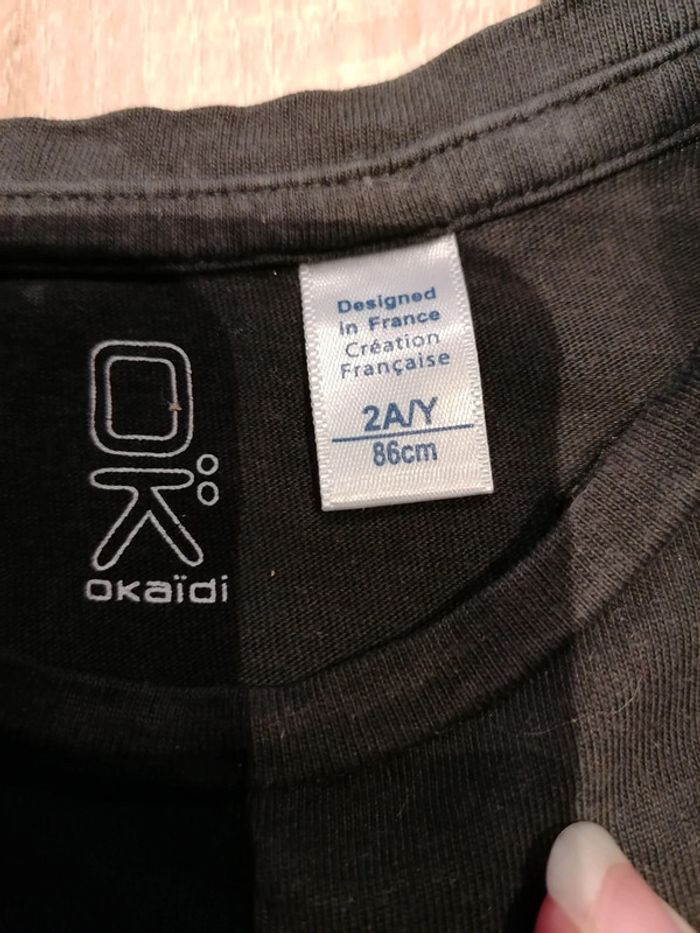 Designed
in France
Création
Française
2A/Y
86cm
OKaïdi